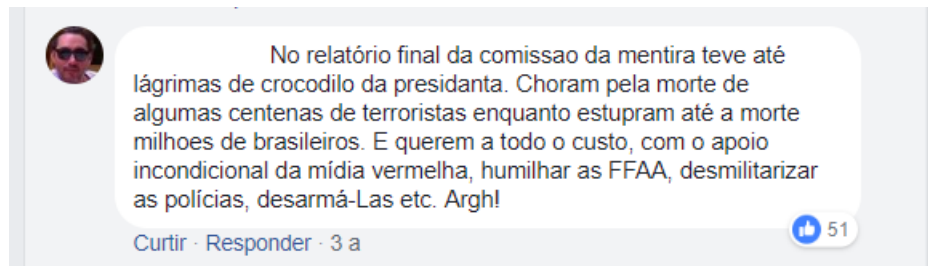 No relatório final da comissao da mentira teve até
lágrimas de crocodilo da presidanta. Choram pela morte de
algumas centenas de terroristas enquanto estupram até a morte
milhoes de brasileiros. E querem a todo o custo, com o apoio
incondicional da mídia vermelha, humilhar as FFAA, desmilitarizar
as polícias, desarmá-Las etc. Argh!
51
Curtir · Responder · 3 a